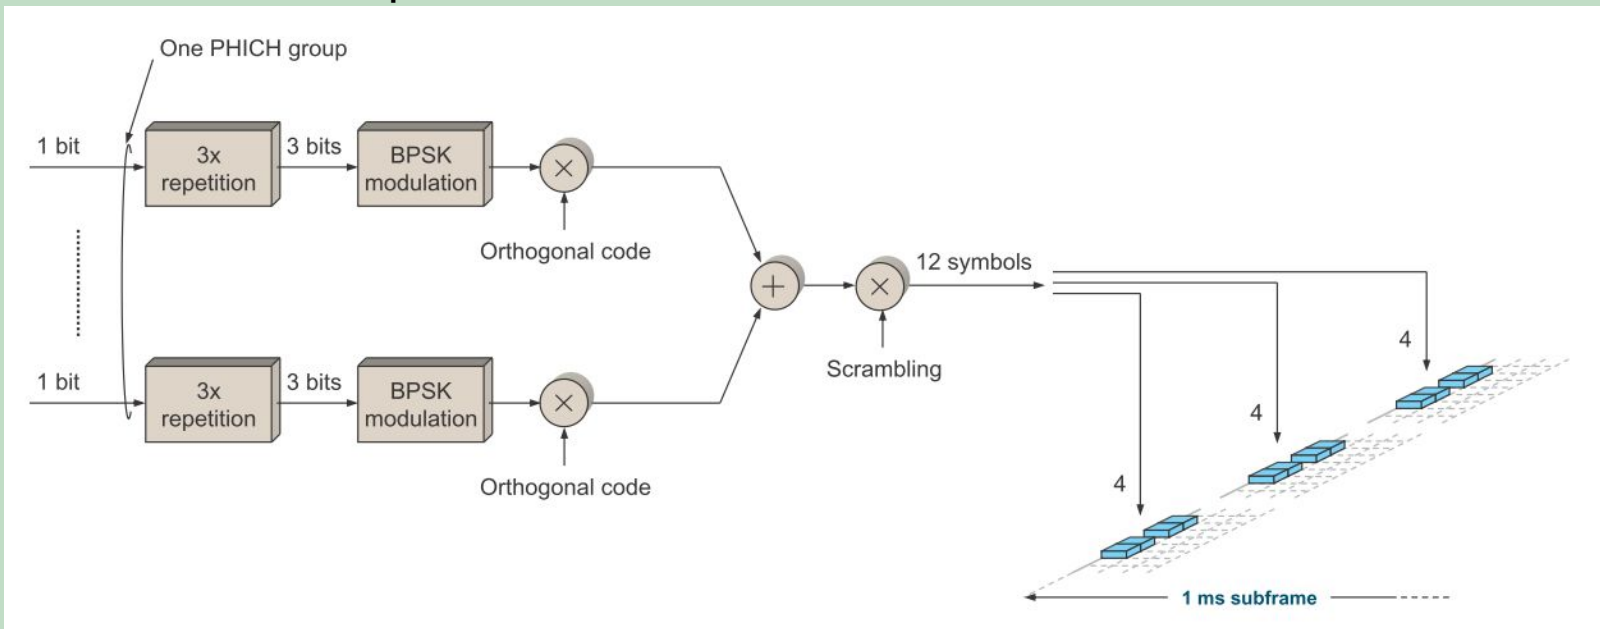 One PHICH group
1 bit
3x
repetition
3 bits
BPSK
modulation
×
Orthogonal code
1 bit
3x
repetition
3 bits
BPSK
modulation
×
Orthogonal code
+
×
Scrambling
12 symbols
4
4
4
1 ms subframe